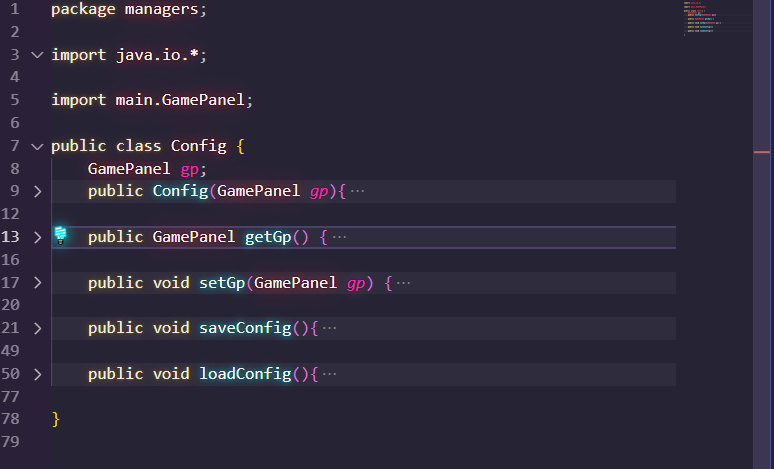 1 package managers;
2
3 import java.io.*;
4
5 import main.GamePanel;
6
7 public class Config {
8 GamePanel gp;
9 public Config(GamePanel gp){ ···
12
13 public GamePanel getGp() { ···
16
17 public void setGp(GamePanel gp) { ···
20
21 public void saveConfig(){ ···
49
50 public void loadConfig(){ ···
77
78 }
79